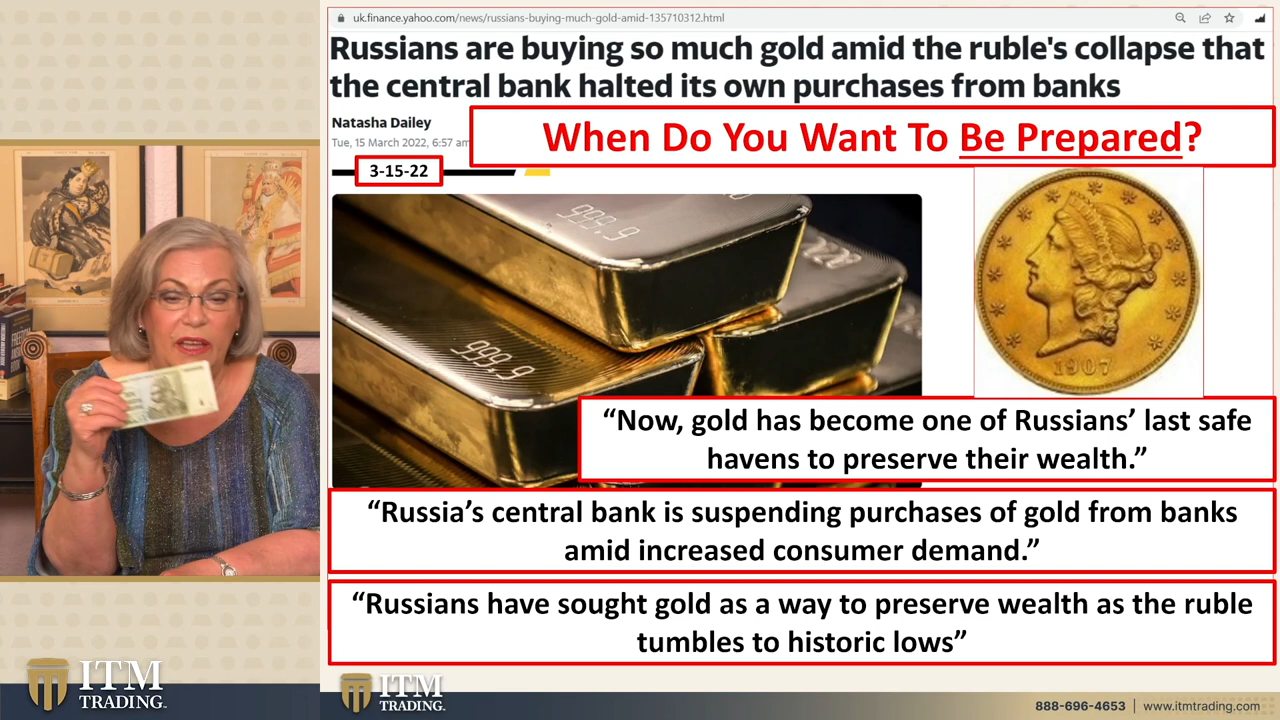 uk.finance.yahoo.com/news/russians-buying-much-gold-amid-135710312.html
Russians are buying so much gold amid the ruble's collapse that
the central bank halted its own purchases from banks
Natasha Dailey
Tue, 15 March 2022, 6:57 am
When Do You Want To Be Prepared?
3-15-22
999.9
999.9
1907
“Now, gold has become one of Russians’ last safe
havens to preserve their wealth.”
“Russia’s central bank is suspending purchases of gold from banks
amid increased consumer demand.”
“Russians have sought gold as a way to preserve wealth as the ruble
tumbles to historic lows”
ITM
TRADING
ITM
TRADING
888-696-4653 | www.itmtrading.com